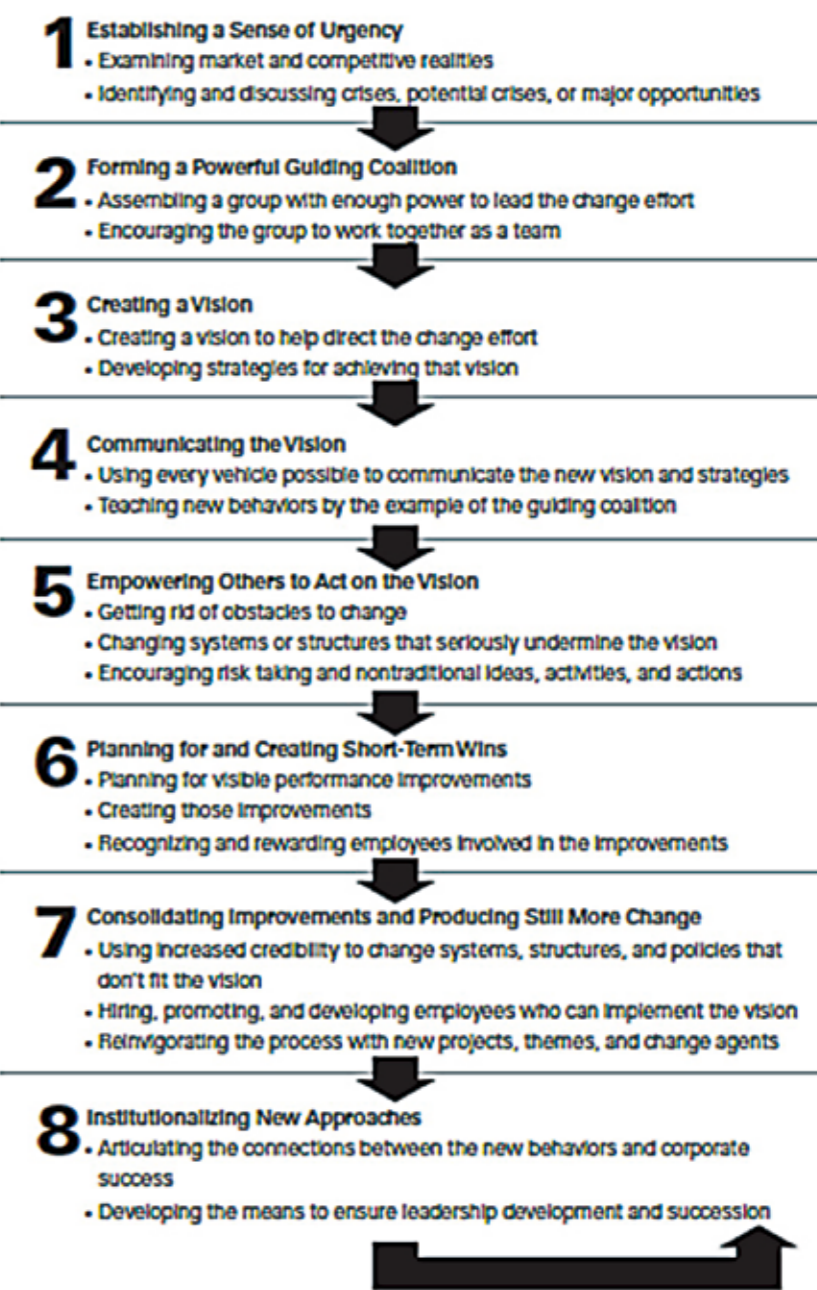 1 Establishing a Sense of Urgency
• Examining market and competitive realities
• Identifying and discussing crises, potential crises, or major opportunities
2 Forming a Powerful Guiding Coalition
• Assembling a group with enough power to lead the change effort
• Encouraging the group to work together as a team
3 Creating a Vision
• Creating a vision to help direct the change effort
• Developing strategies for achieving that vision
4 Communicating the Vision
• Using every vehicle possible to communicate the new vision and strategies
• Teaching new behaviors by the example of the guiding coalition
5 Empowering Others to Act on the Vision
• Getting rid of obstacles to change
• Changing systems or structures that seriously undermine the vision
• Encouraging risk taking and nontraditional ideas, activities, and actions
6 Planning for and Creating Short-Term Wins
• Planning for visible performance improvements
• Creating those improvements
• Recognizing and rewarding employees involved in the improvements
7 Consolidating Improvements and Producing Still More Change
• Using increased credibility to change systems, structures, and policies that
don't fit the vision
• Hiring, promoting, and developing employees who can implement the vision
• Reinvigorating the process with new projects, themes, and change agents
8 Institutionalizing New Approaches
• Articulating the connections between the new behaviors and corporate
success
• Developing the means to ensure leadership development and succession